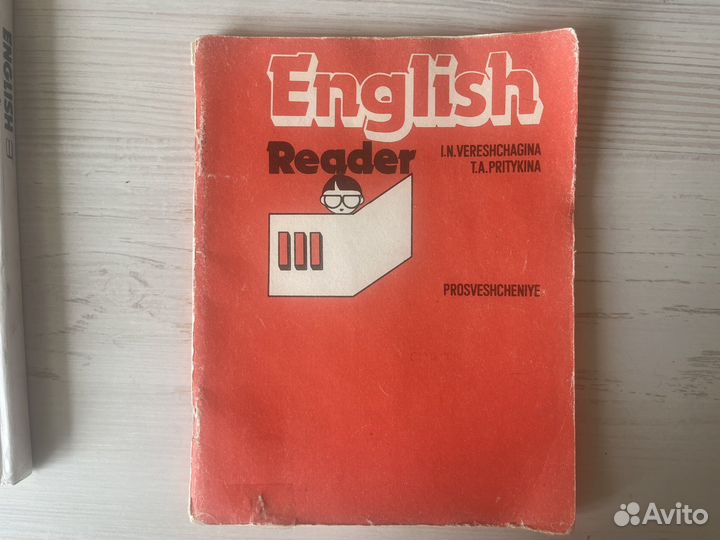 English
Reader
I.N.VERESHCHAGINA
T.A.PRITYKINA
III
PROSVESHCHENIYE
ENGLISH
Avito